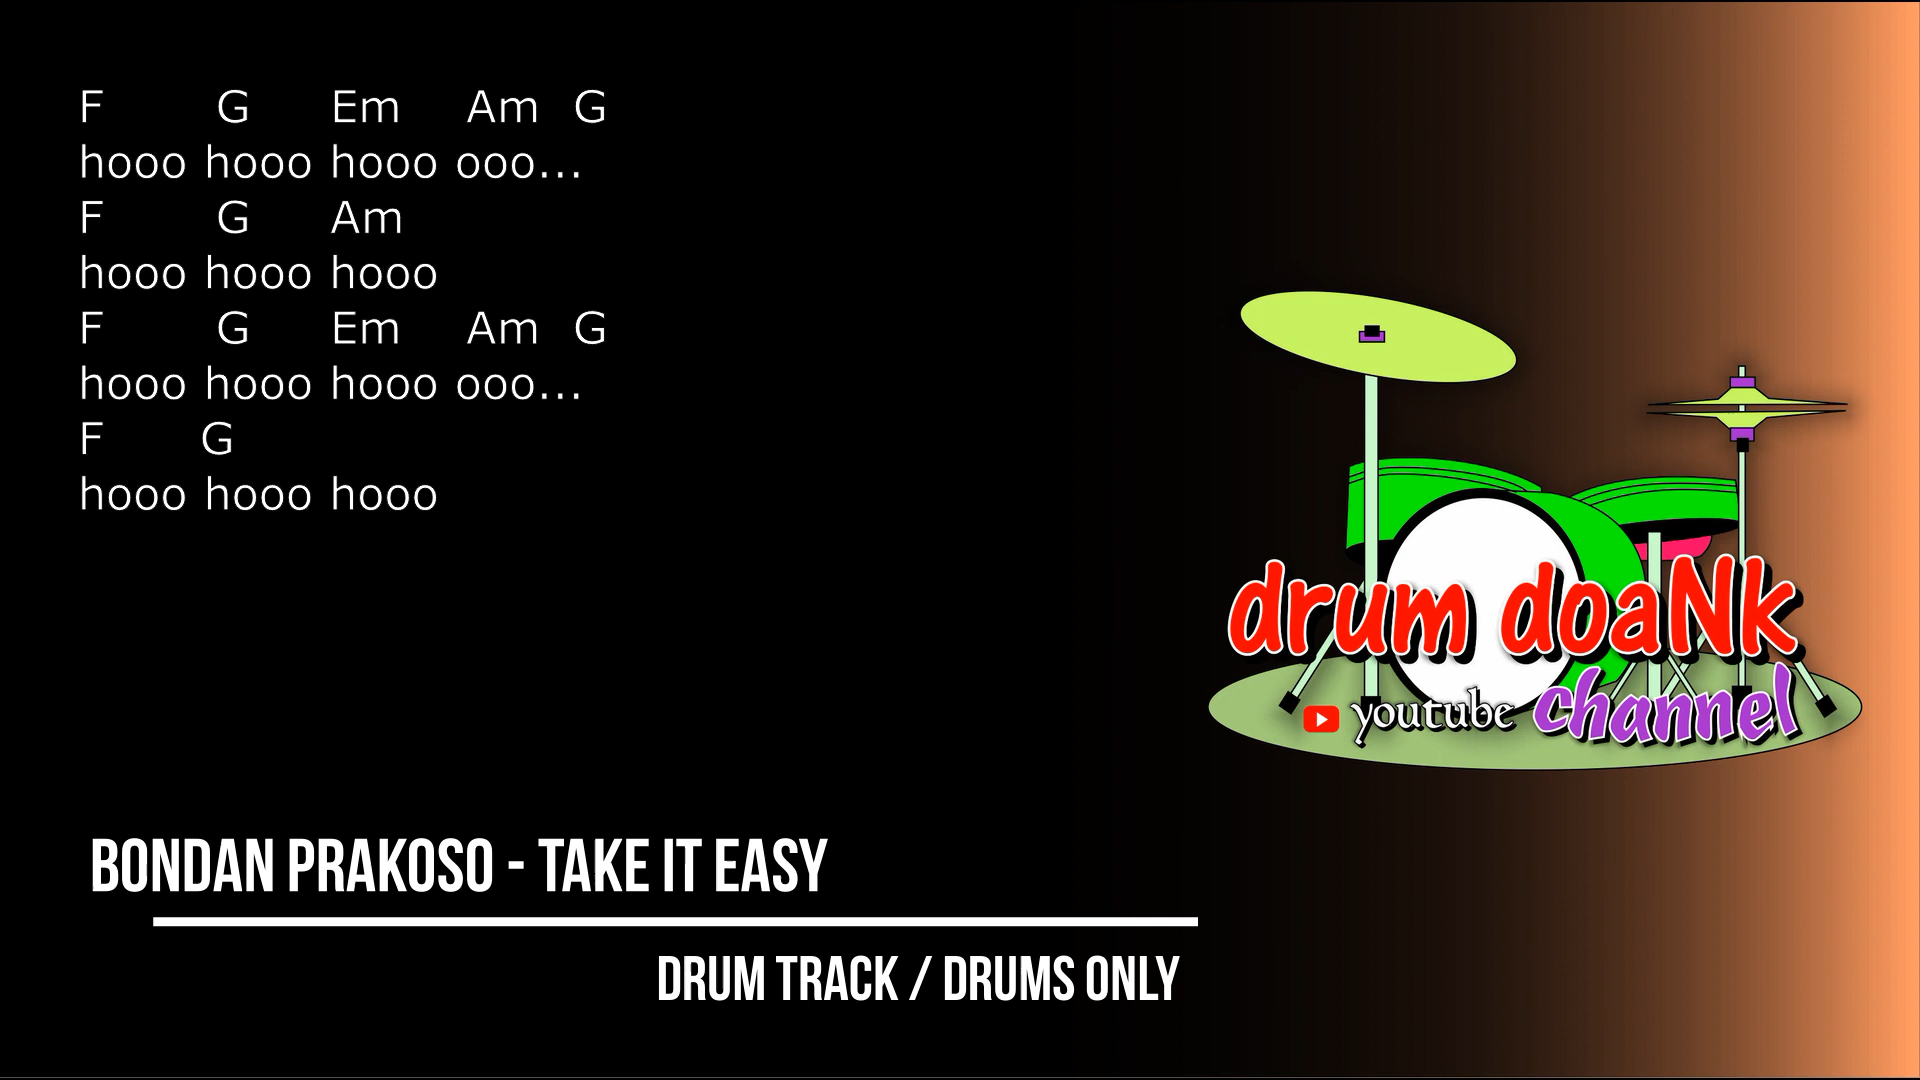 F G Em Am G
hooo hooo hooo ooo...
F G Am
hooo hooo hooo
F G Em Am G
hooo hooo hooo ooo...
F G
hooo hooo hooo
drum doaNk
youtube channel
BONDAN PRAKOSO - TAKE IT EASY
DRUM TRACK / DRUMS ONLY